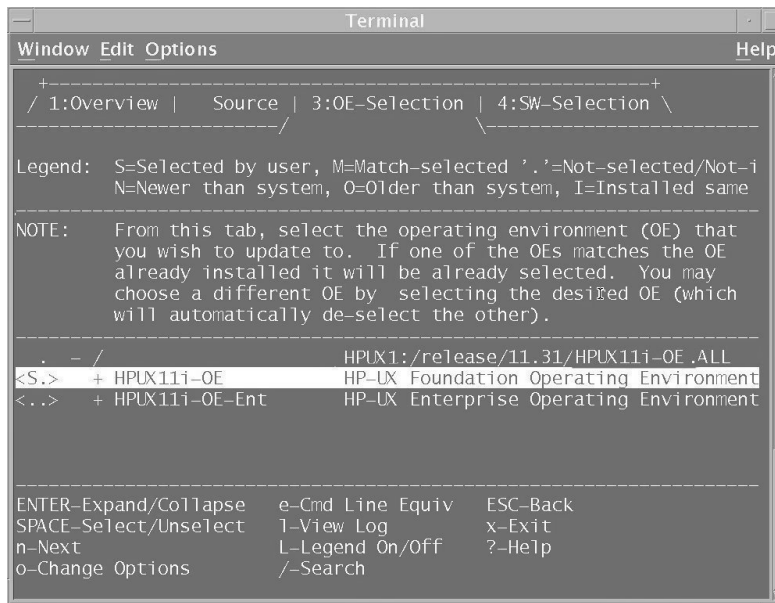 Terminal
Window Edit Options Help
+-------------------------------------------------------+
/ 1:Overview | Source | 3:OE-Selection | 4:SW-Selection \
------------------------/ \-------------------------
Legend: S=Selected by user, M=Match-selected '.'=Not-selected/Not-i
N=Newer than system, O=Older than system, I=Installed same
NOTE: From this tab, select the operating environment (OE) that
you wish to update to. If one of the OEs matches the OE
already installed it will be already selected. You may
choose a different OE by selecting the desired OE (which
will automatically de-select the other).
. - / HPUX1:/release/11.31/HPUX11i-OE.ALL
<S.> + HPUX11i-OE HP-UX Foundation Operating Environment
<..> + HPUX11i-OE-Ent HP-UX Enterprise Operating Environment
ENTER-Expand/Collapse e-Cmd Line Equiv ESC-Back
SPACE-Select/Unselect l-View Log x-Exit
n-Next L-Legend On/Off ?-Help
o-Change Options /-Search